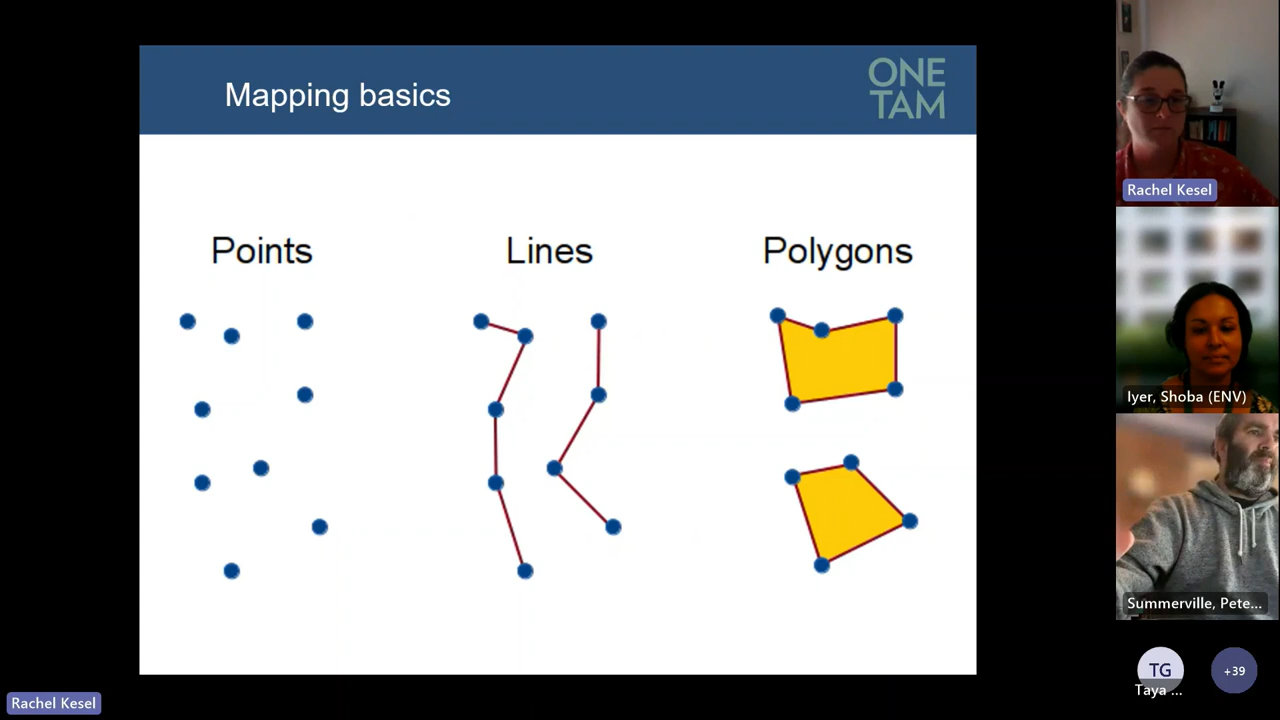 Mapping basics
ONE
TAM
Points
Lines
Polygons
Rachel Kesel
Iyer, Shoba (ENV)
Summerville, Pete...
TG
Taya ...
+39
Rachel Kesel